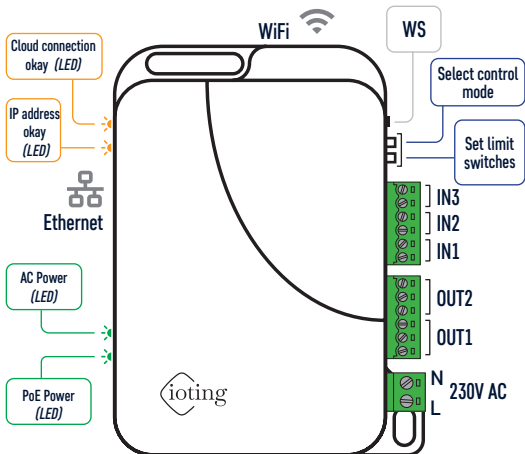 WiFi
WS
Cloud connection
okay (LED)
Select control
mode
IP address
okay
(LED)
Set limit
switches
Ethernet
IN3
IN2
IN1
AC Power
(LED)
OUT2
OUT1
PoE Power
(LED)
ioting
N
230V AC
L